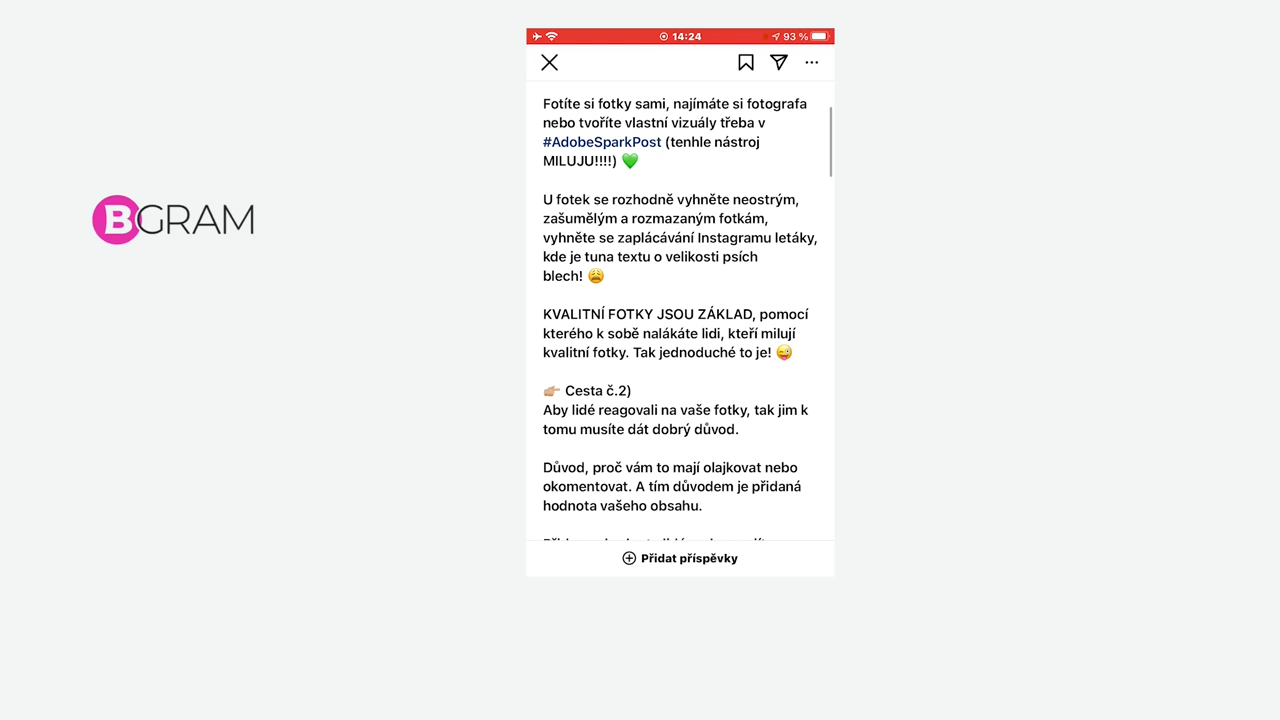 14:24
93 %
Fotíte si fotky sami, najímáte si fotografa
nebo tvoříte vlastní vizuály třeba v
#AdobeSparkPost (tenhle nástroj
MILUJU!!!!) 💚
U fotek se rozhodně vyhněte neostrým,
zašumělým a rozmazaným fotkám,
vyhněte se zaplácávání Instagramu letáky,
kde je tuna textu o velikosti psích
blech! 😩
BGRAM
KVALITNÍ FOTKY JSOU ZÁKLAD, pomocí
kterého k sobě nalákáte lidi, kteří milují
kvalitní fotky. Tak jednoduché to je! 😜
👉🏼 Cesta č.2)
Aby lidé reagovali na vaše fotky, tak jim k
tomu musíte dát dobrý důvod.
Důvod, proč vám to mají olajkovat nebo
okomentovat. A tím důvodem je přidaná
hodnota vašeho obsahu.
Přidat příspěvky